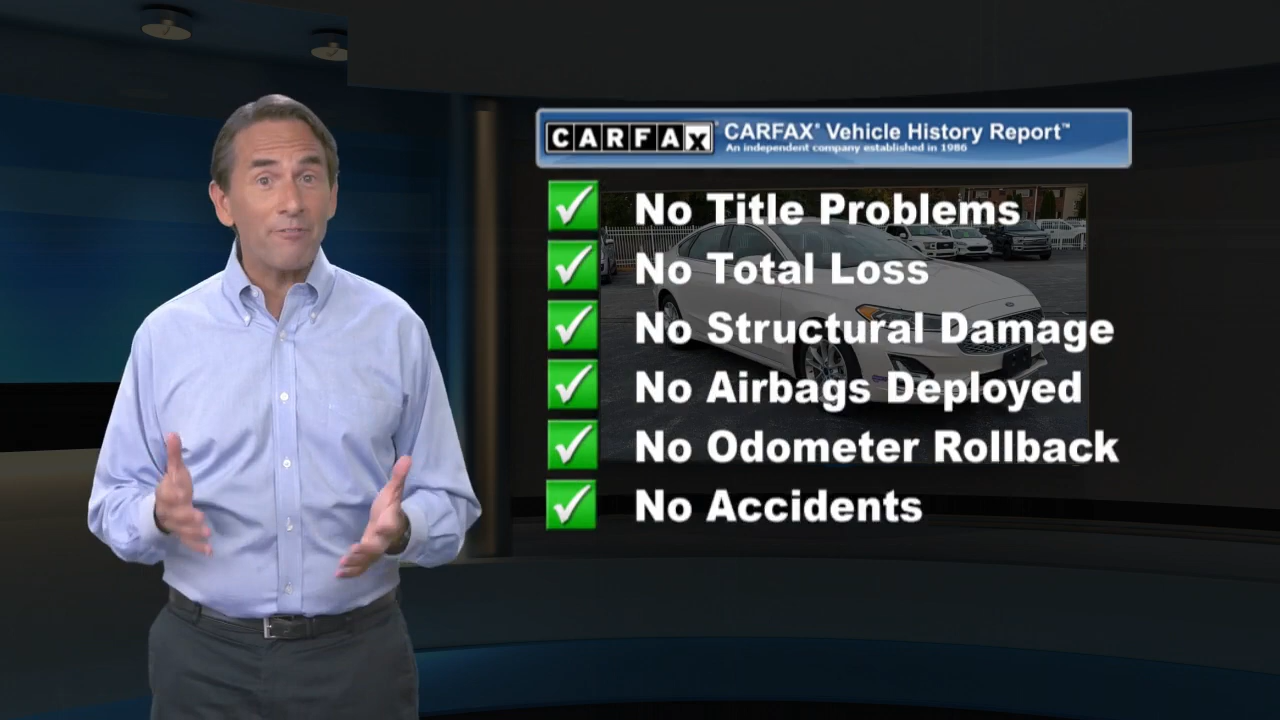 CARFAX® CARFAX® Vehicle History Report™
An independent company established in 1986
No Title Problems
No Total Loss
No Structural Damage
No Airbags Deployed
No Odometer Rollback
No Accidents